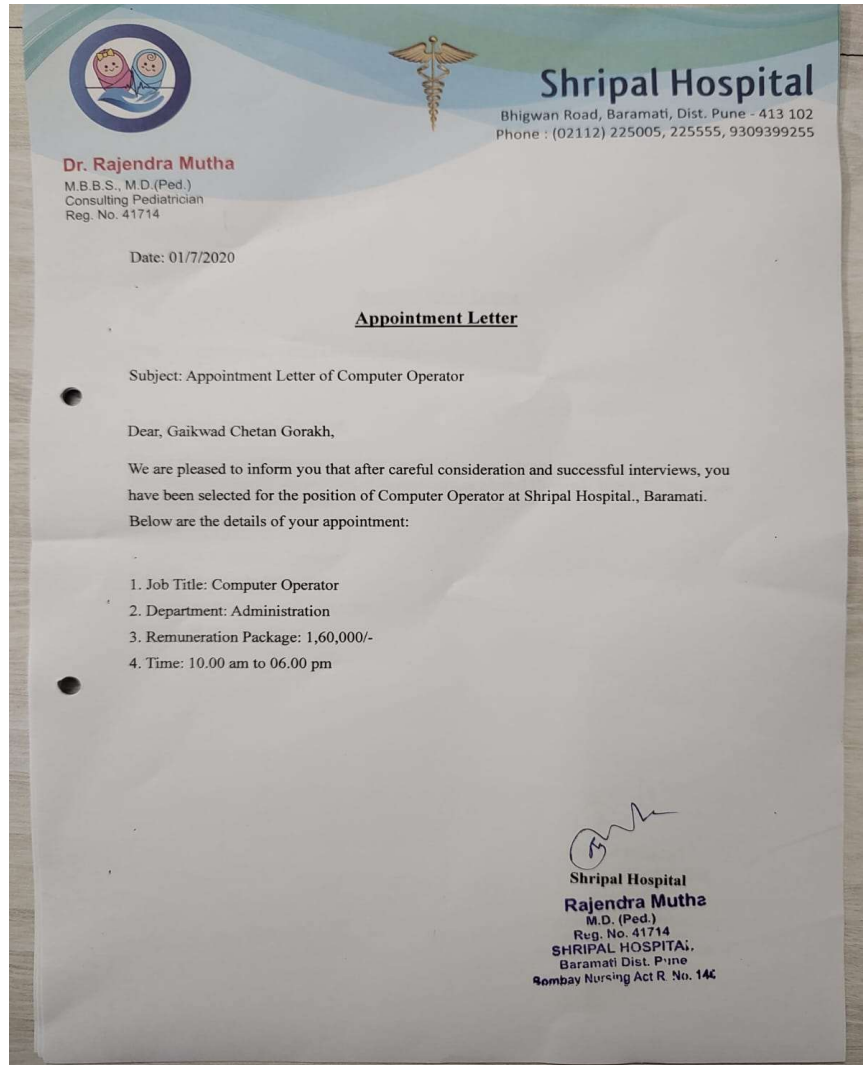 Shripal Hospital
Bhigwan Road, Baramati, Dist. Pune - 413 102
Phone : (02112) 225005, 225555, 9309399255
Dr. Rajendra Mutha
M.B.B.S., M.D.(Ped.)
Consulting Pediatrician
Reg. No. 41714
Date: 01/7/2020
Appointment Letter
Subject: Appointment Letter of Computer Operator
Dear, Gaikwad Chetan Gorakh,
We are pleased to inform you that after careful consideration and successful interviews, you
have been selected for the position of Computer Operator at Shripal Hospital., Baramati.
Below are the details of your appointment:
1. Job Title: Computer Operator
2. Department: Administration
3. Remuneration Package: 1,60,000/-
4. Time: 10.00 am to 06.00 pm
Shripal Hospital
Rajendra Mutha
M.D. (Ped.)
Reg. No. 41714
SHRIPAL HOSPITAL
Baramati Dist. Pune
Bombay Nursing Act R. No.